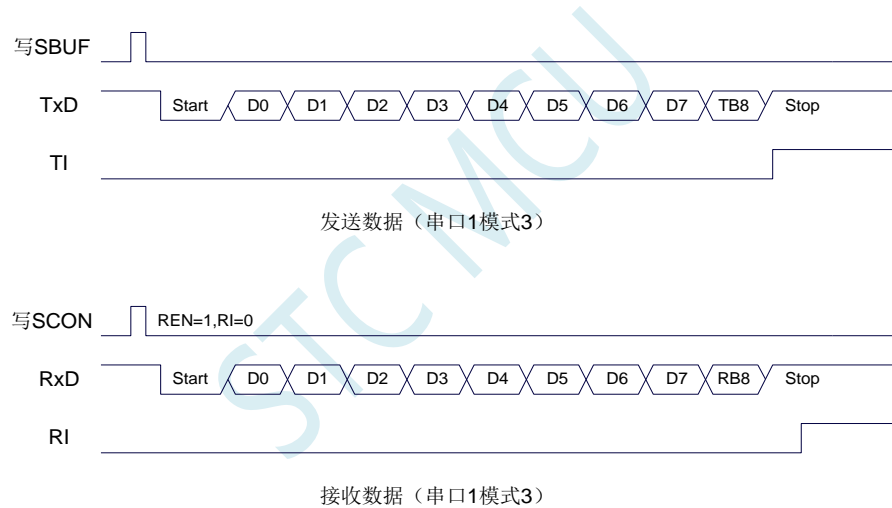 写SBUF
TxD Start D0 D1 D2 D3 D4 D5 D6 D7 TB8 Stop
TI
发送数据（串口1模式3）
写SCON REN=1,RI=0
RxD Start D0 D1 D2 D3 D4 D5 D6 D7 RB8 Stop
RI
接收数据（串口1模式3）
STC MCU